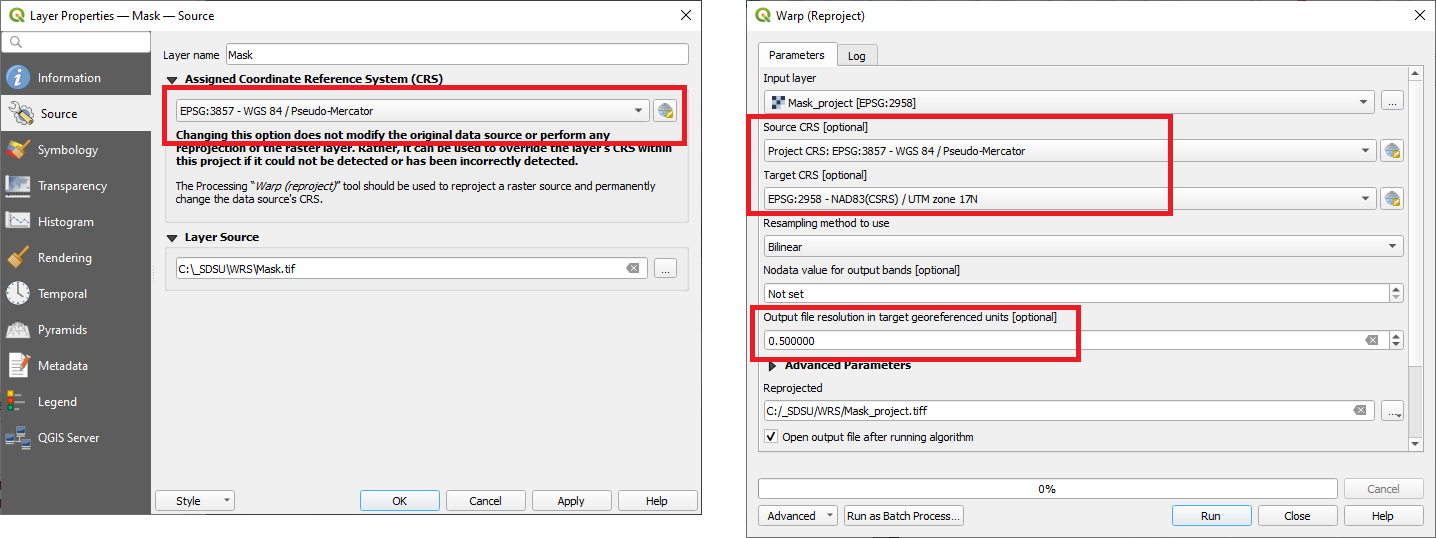 Layer Properties — Mask — Source
Information
Source
Symbology
Transparency
Histogram
Rendering
Temporal
Pyramids
Metadata
Legend
QGIS Server
Layer name Mask
Assigned Coordinate Reference System (CRS)
EPSG:3857 - WGS 84 / Pseudo-Mercator
Changing this option does not modify the original data source or perform any
reprojection of the raster layer. Rather, it can be used to override the layer's CRS within
this project if it could not be detected or has been incorrectly detected.
The Processing “Warp (reproject)” tool should be used to reproject a raster source and permanently
change the data source's CRS.
Layer Source
C:\_SDSU\WRS\Mask.tif
...
Style
OK
Cancel
Apply
Help
Warp (Reproject)
Parameters
Log
Input layer
Mask_project [EPSG:2958]
...
Source CRS [optional]
Project CRS: EPSG:3857 - WGS 84 / Pseudo-Mercator
Target CRS [optional]
EPSG:2958 - NAD83(CSRS) / UTM zone 17N
Resampling method to use
Bilinear
Nodata value for output bands [optional]
Not set
Output file resolution in target georeferenced units [optional]
0.500000
Advanced Parameters
Reprojected
C:/_SDSU/WRS/Mask_project.tiff
...
Open output file after running algorithm
0%
Cancel
Advanced
Run as Batch Process...
Run
Close
Help